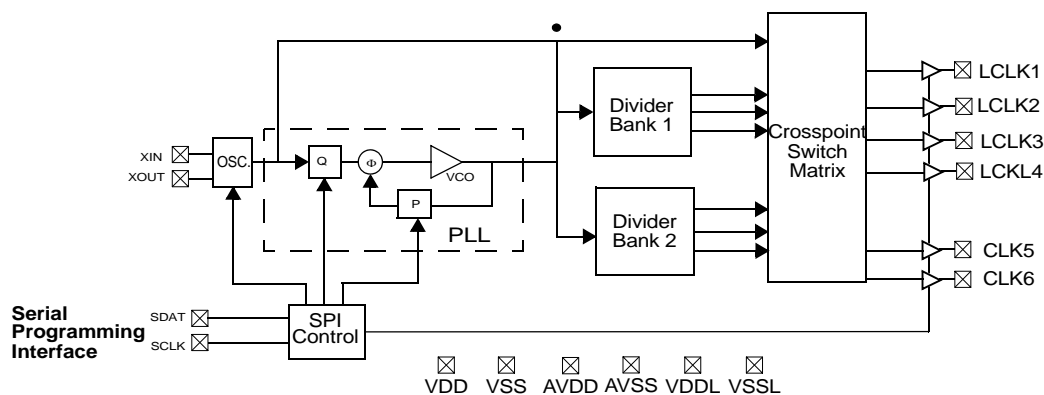 Divider
Bank 1
Crosspoint
Switch
Matrix
LCLK1
LCLK2
LCLK3
LCKL4
XIN
XOUT
OSC.
Q
Φ
VCO
P
PLL
Divider
Bank 2
CLK5
CLK6
Serial
Programming
Interface
SDAT
SCLK
SPI
Control
VDD VSS AVDD AVSS VDDL VSSL